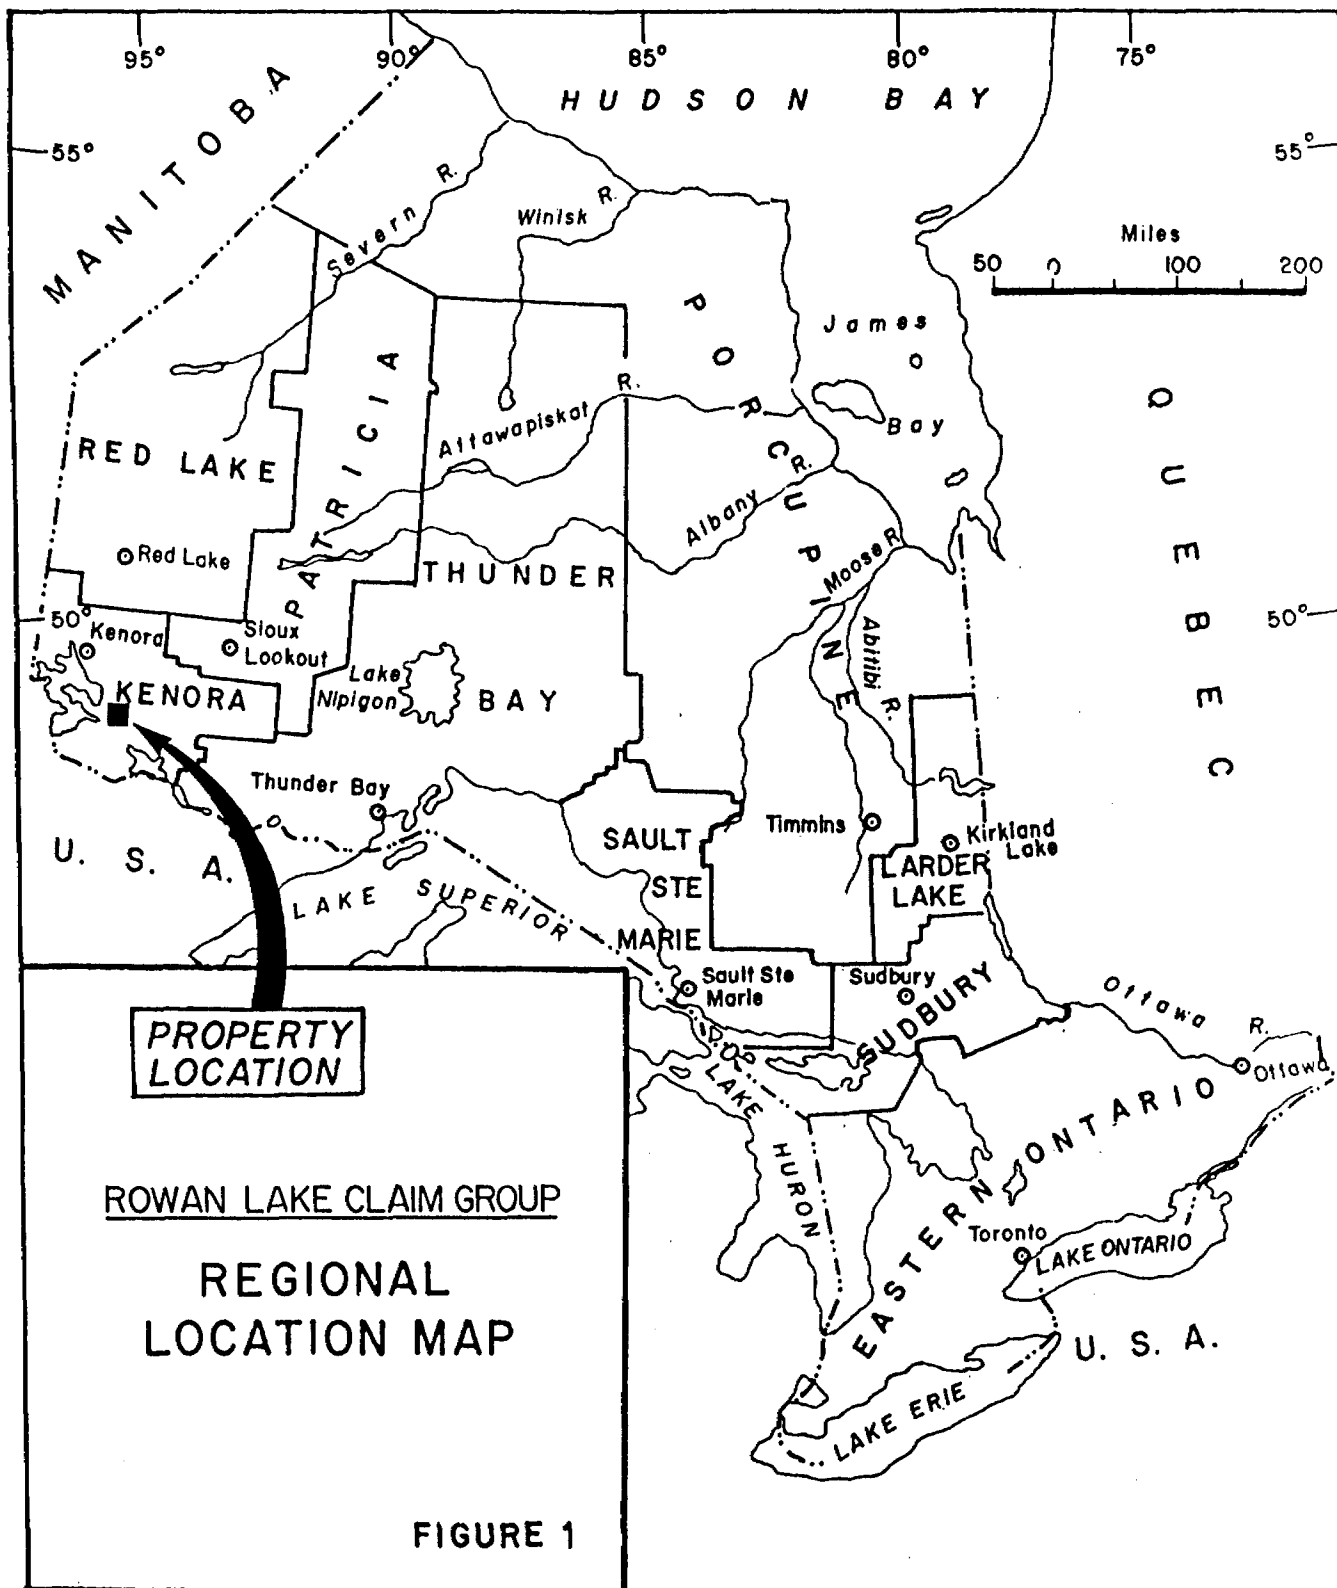 95° 90° 85° 80° 75°
HUDSON BAY
MANITOBA
55° 55°
Severn R.
Winisk R.
Miles
50 0 100 200
James
Bay
PORCUPINE
QUEBEC
PATRICIA
Attawapiskat R.
RED LAKE
Albany R.
Red Lake
THUNDER
BAY
Moose R.
Abitibi R.
50° 50°
Kenora
Sioux
Lookout
Lake
Nipigon
KENORA
Thunder Bay
Timmins
Kirkland
Lake
SAULT
STE
MARIE
LARDER
LAKE
U. S. A.
LAKE SUPERIOR
Sault Ste
Marie
Sudbury
SUDBURY
Ottawa R.
Ottawa
PROPERTY
LOCATION
LAKE
HURON
EASTERN ONTARIO
Toronto
LAKE ONTARIO
U. S. A.
LAKE ERIE
ROWAN LAKE CLAIM GROUP
REGIONAL
LOCATION MAP
FIGURE 1